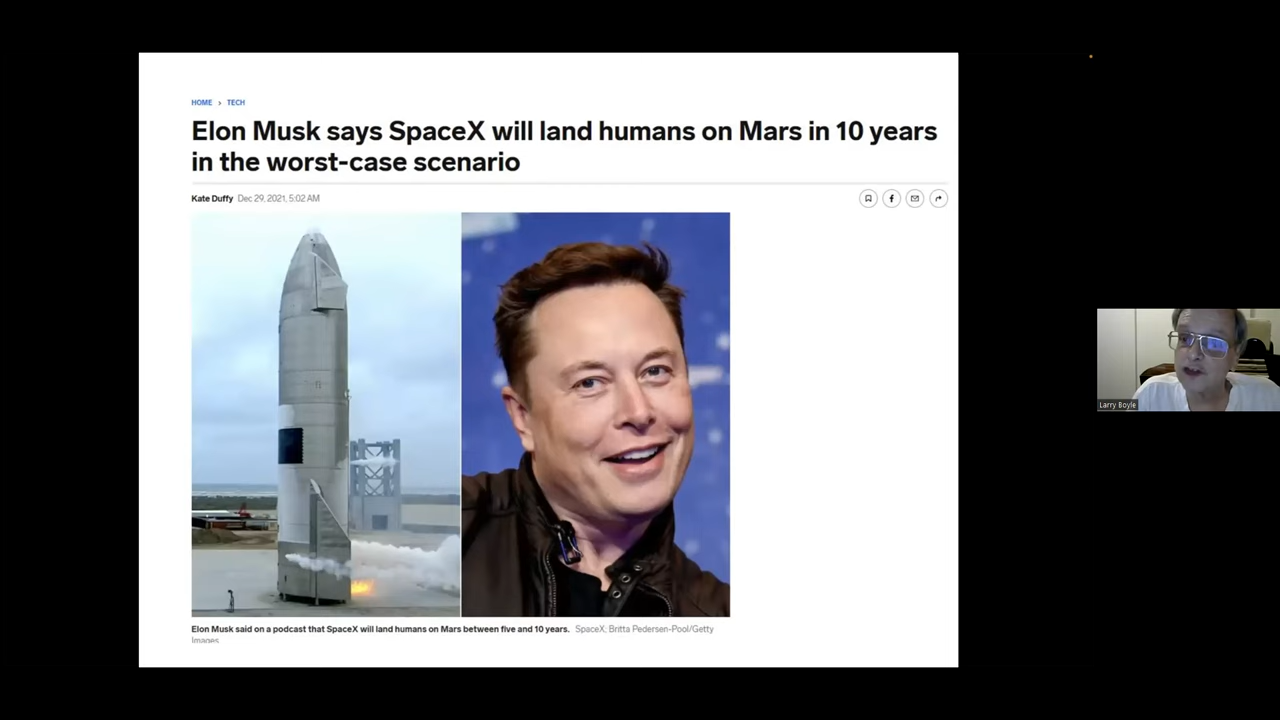 HOME > TECH
Elon Musk says SpaceX will land humans on Mars in 10 years
in the worst-case scenario
Kate Duffy Dec 29, 2021, 5:02 AM
Elon Musk said on a podcast that SpaceX will land humans on Mars between five and 10 years. SpaceX; Britta Pedersen-Pool/Getty
Images
Larry Boyle